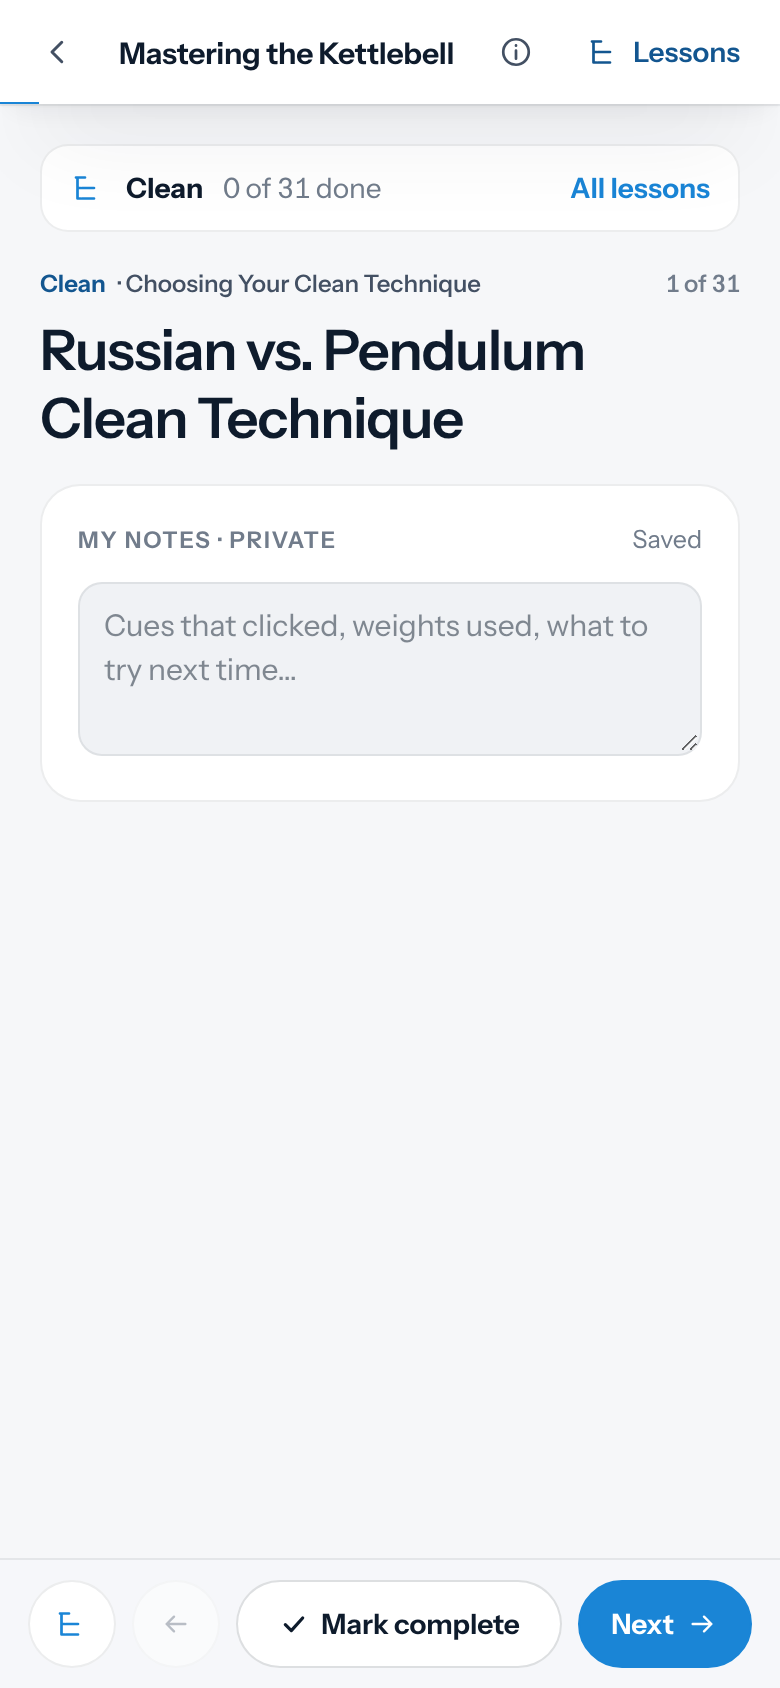 Mastering the Kettlebell
Lessons
Clean 0 of 31 done
All lessons
Clean · Choosing Your Clean Technique
1 of 31
Russian vs. Pendulum
Clean Technique
MY NOTES · PRIVATE
Saved
Cues that clicked, weights used, what to
try next time...
Mark complete
Next